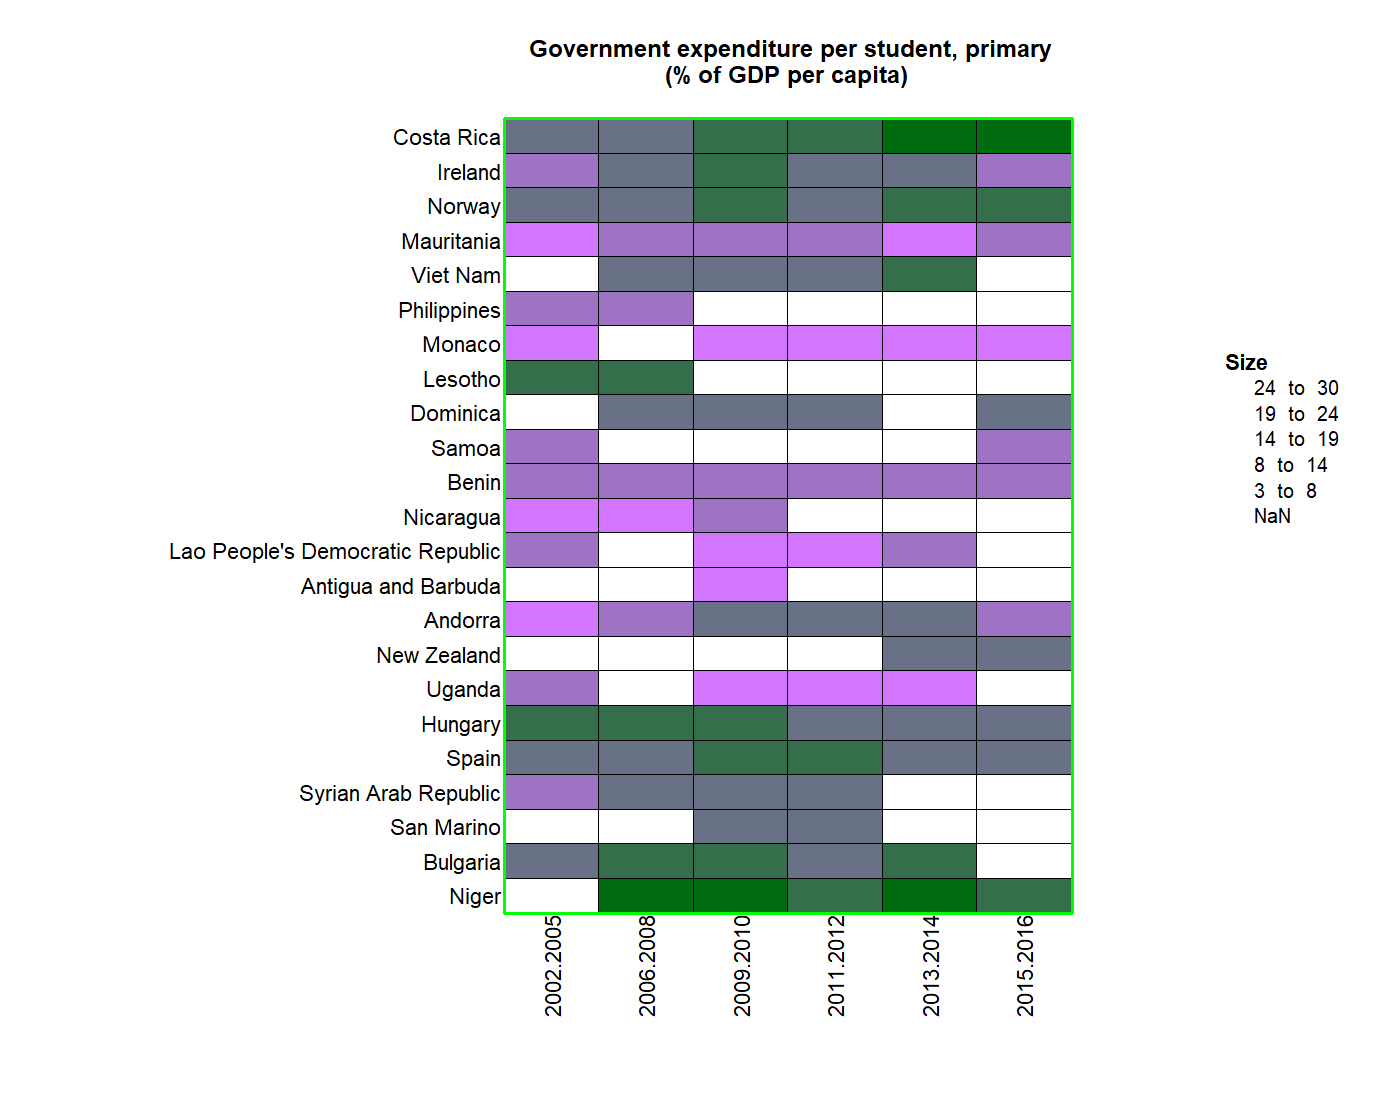 Government expenditure per student, primary
(% of GDP per capita)
Costa Rica
Ireland
Norway
Mauritania
Viet Nam
Philippines
Monaco
Lesotho
Dominica
Samoa
Benin
Nicaragua
Lao People's Democratic Republic
Antigua and Barbuda
Andorra
New Zealand
Uganda
Hungary
Spain
Syrian Arab Republic
San Marino
Bulgaria
Niger
2002.2005
2006.2008
2009.2010
2011.2012
2013.2014
2015.2016
Size
24 to 30
19 to 24
14 to 19
8 to 14
3 to 8
NaN